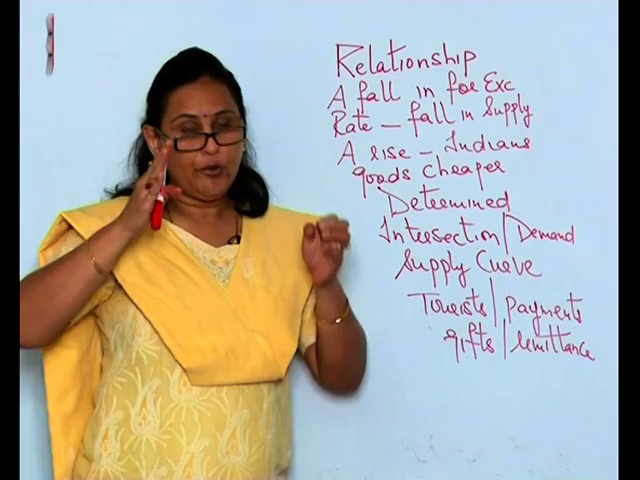 Relationship
A fall in for Exc
Rate - fall in Supply
A rise - Indians
goods cheaper
Determined
Intersection/Demand
Supply Curve
Tourists/payments
gifts/remittance